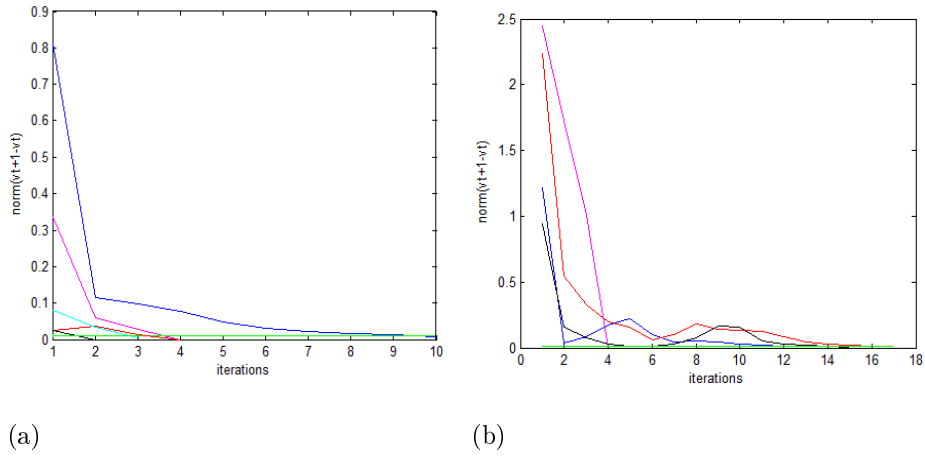 0.9
0.8
0.7
0.6
0.5
0.4
0.3
0.2
0.1
0
norm(vt+1-vt)
1 2 3 4 5 6 7 8 9 10
iterations
(a)
2.5
2
1.5
1
0.5
0
norm(vt+1-vt)
0 2 4 6 8 10 12 14 16 18
iterations
(b)